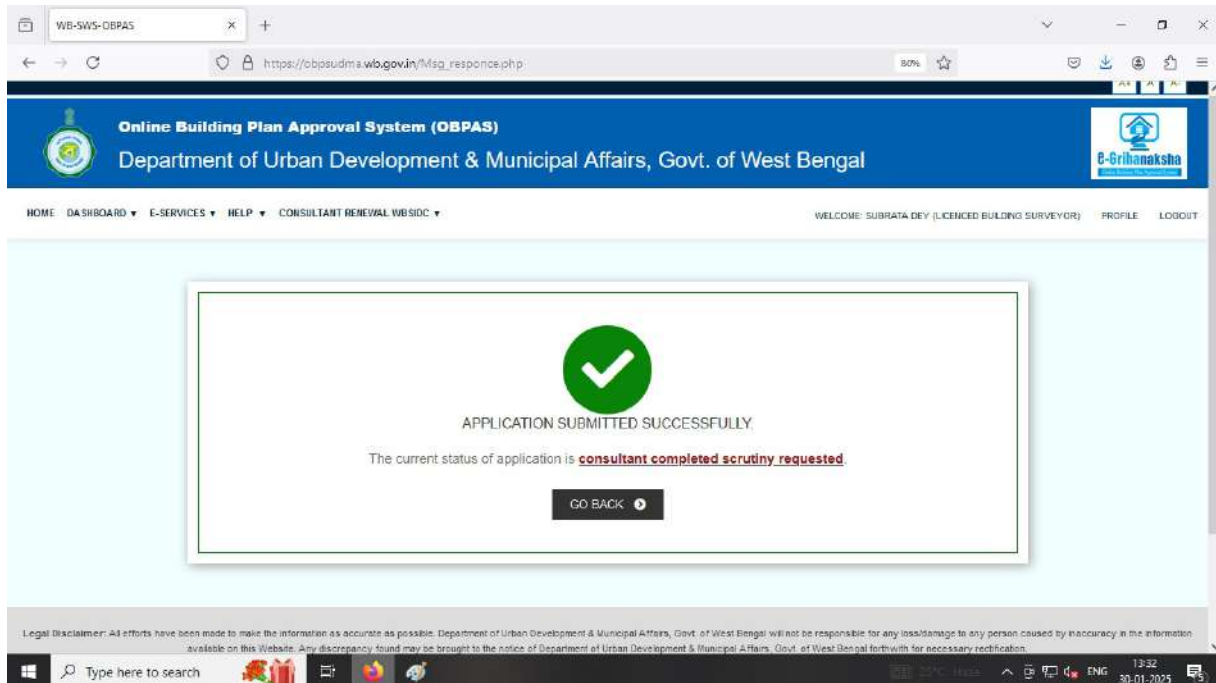 WB-SWS-OBPAS
https://obpsudma.wb.gov.in/Msg_responce.php
80%
A+ A A-
Online Building Plan Approval System (OBPAS)
Department of Urban Development & Municipal Affairs, Govt. of West Bengal
e-Grihanaksha
HOME DASHBOARD E-SERVICES HELP CONSULTANT RENEWAL WBSIDC
WELCOME: SUBRATA DEY (LICENCED BUILDING SURVEYOR) PROFILE LOGOUT
APPLICATION SUBMITTED SUCCESSFULLY.
The current status of application is consultant completed scrutiny requested.
GO BACK
Legal Disclaimer: All efforts have been made to make the information as accurate as possible. Department of Urban Development & Municipal Affairs, Govt. of West Bengal will not be responsible for any loss/damage to any person caused by inaccuracy in the information
available on this Website. Any discrepancy found may be brought to the notice of Department of Urban Development & Municipal Affairs, Govt. of West Bengal forthwith for necessary rectification.
Type here to search
ENG
13:32
30-01-2025